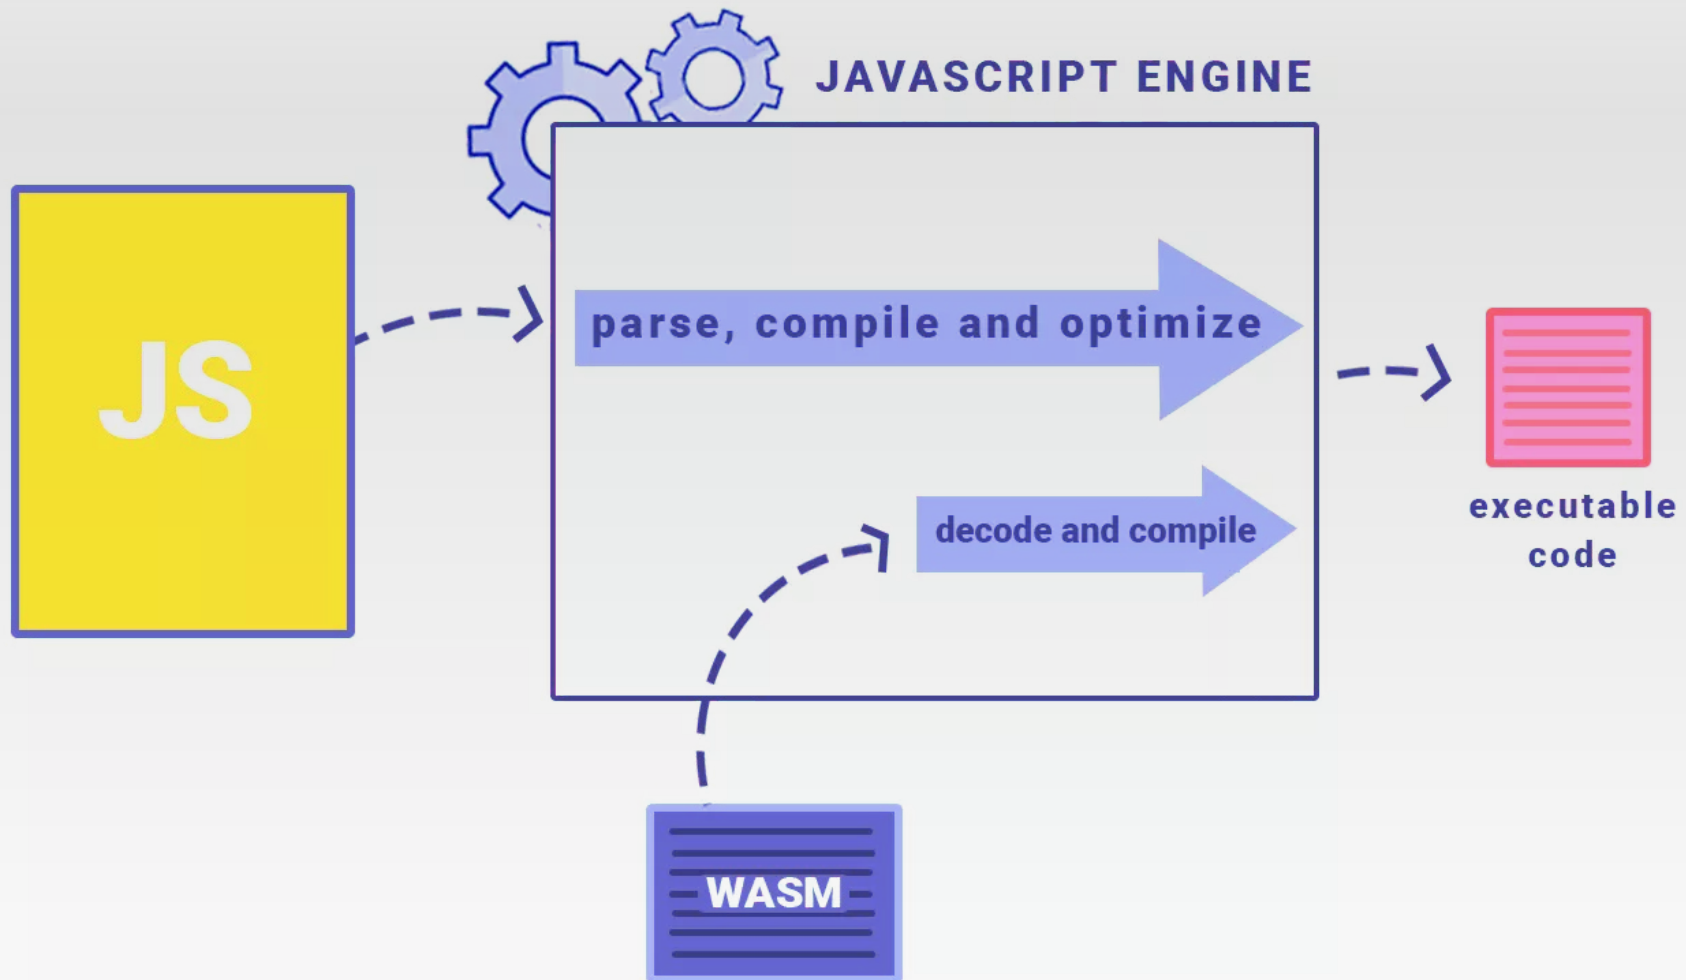 JAVASCRIPT ENGINE
JS
parse, compile and optimize
decode and compile
executable
code
WASM